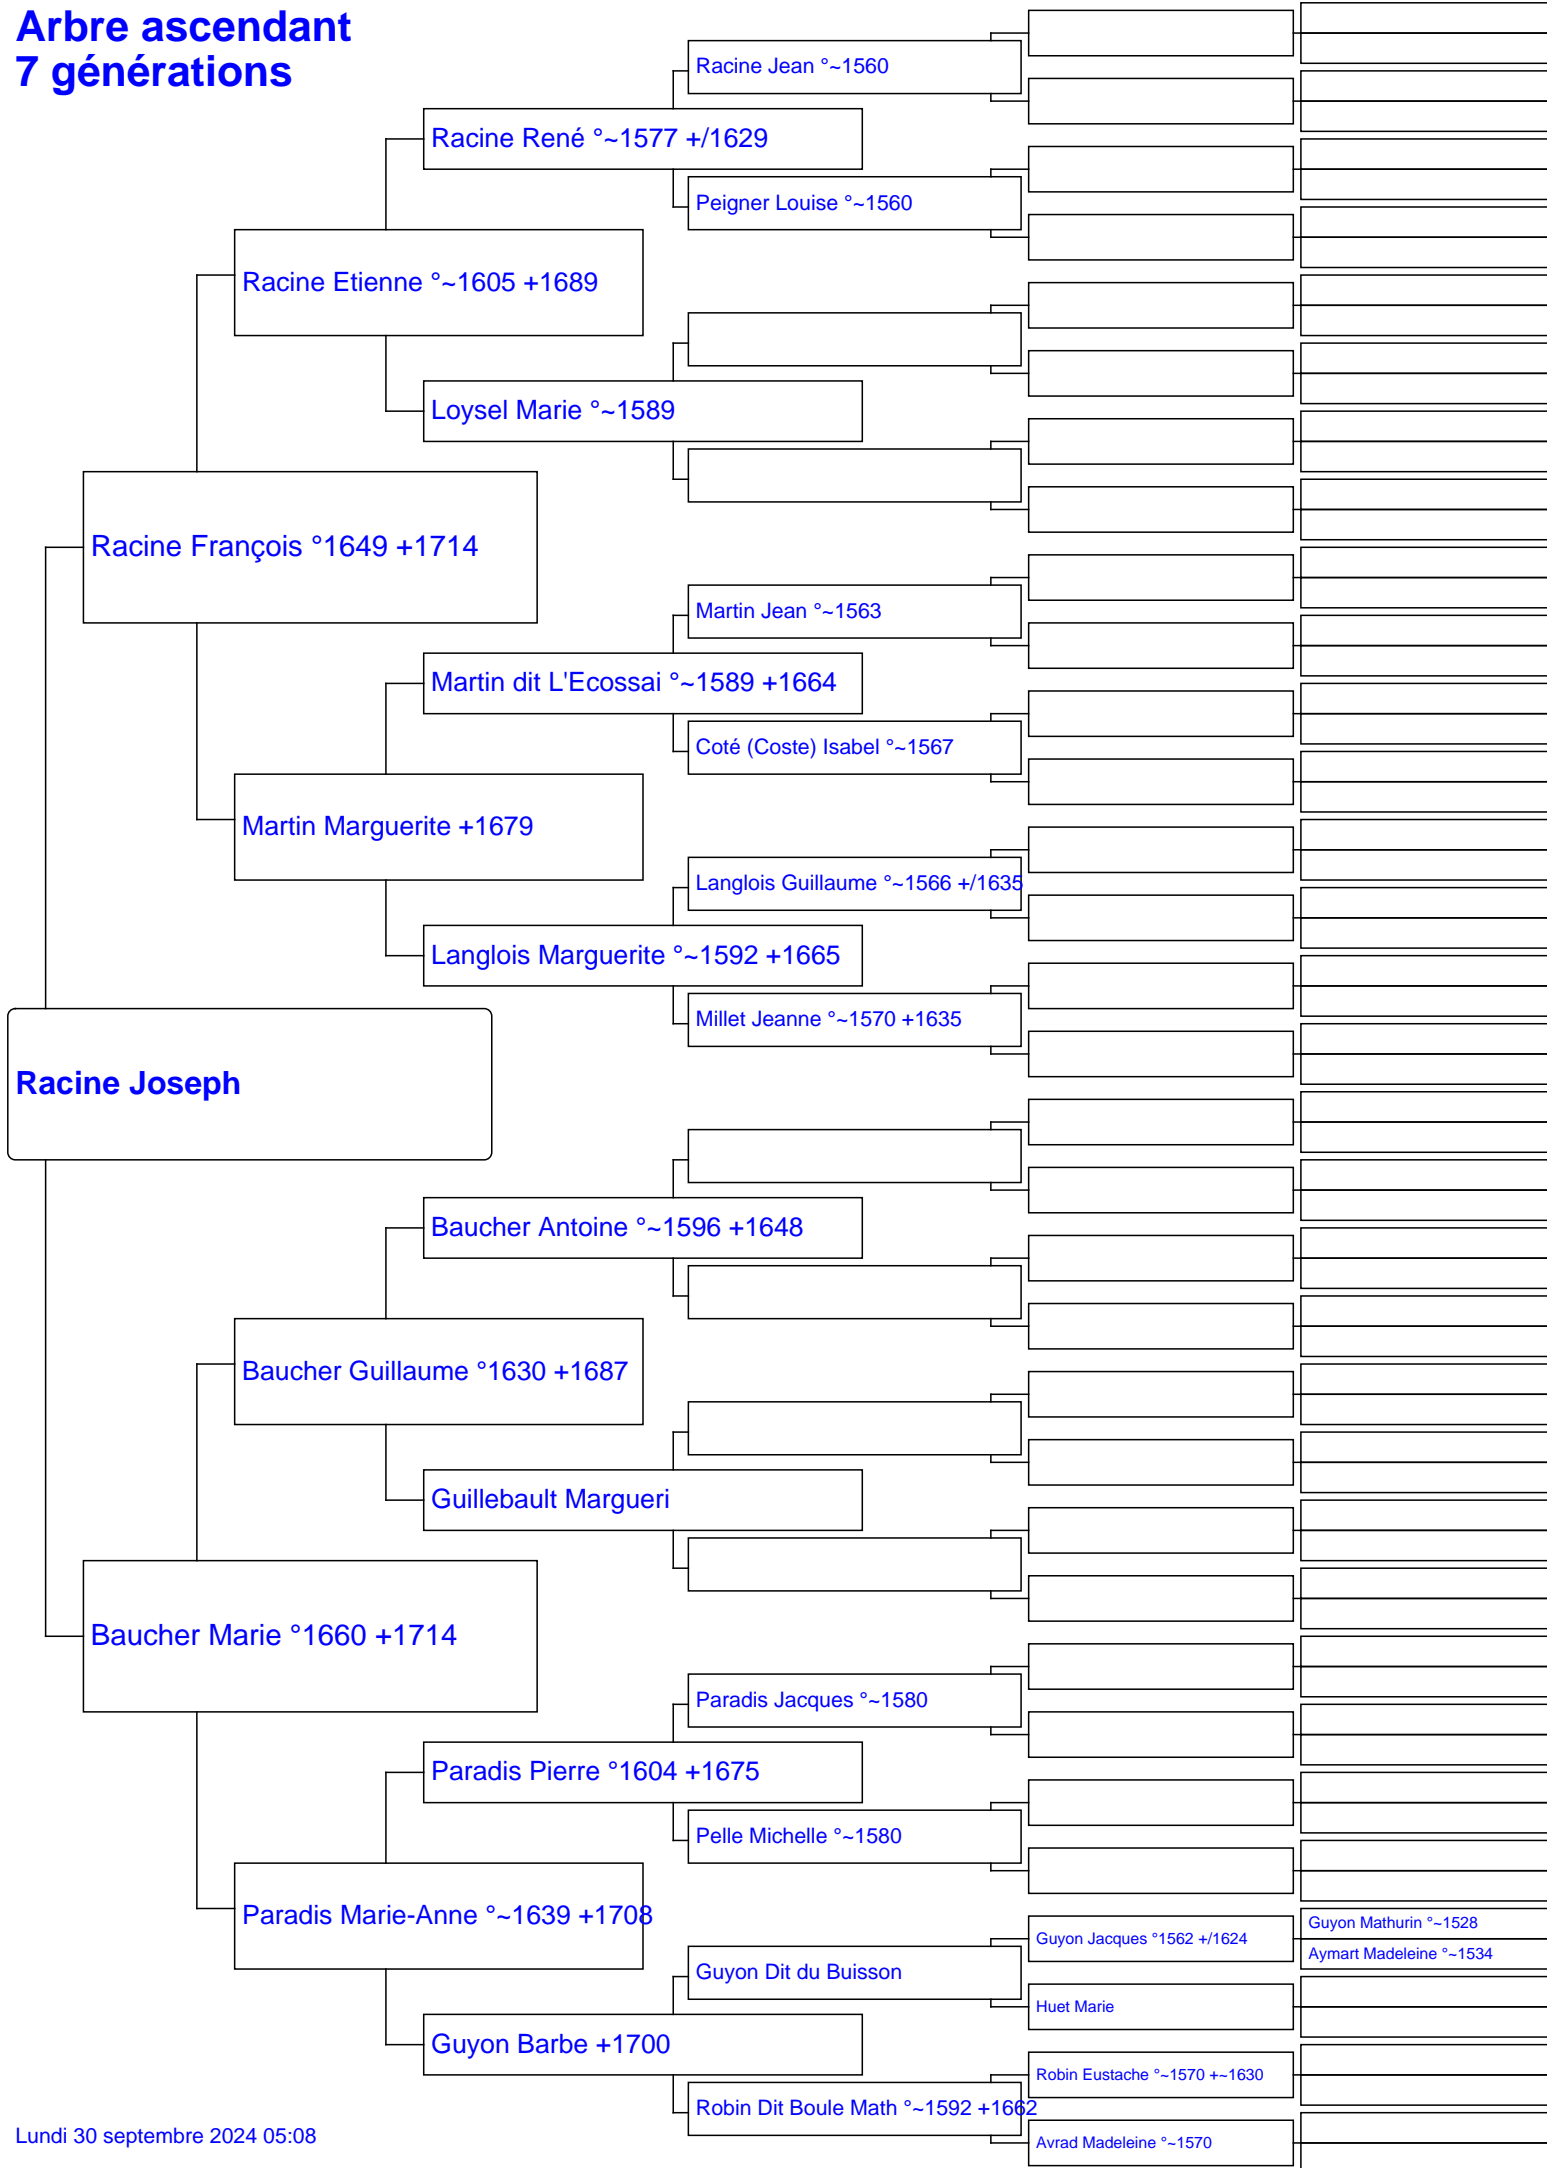 Arbre ascendant
7 générations
Racine Jean °~1560
Racine René °~1577 +/1629
Peigner Louise °~1560
Racine Etienne °~1605 +1689
Loysel Marie °~1589
Racine François °1649 +1714
Martin Jean °~1563
Martin dit L'Ecossai °~1589 +1664
Coté (Coste) Isabel °~1567
Martin Marguerite +1679
Langlois Guillaume °~1566 +/1635
Langlois Marguerite °~1592 +1665
Millet Jeanne °~1570 +1635
Racine Joseph
Baucher Antoine °~1596 +1648
Baucher Guillaume °1630 +1687
Guillebault Margueri
Baucher Marie °1660 +1714
Paradis Jacques °~1580
Paradis Pierre °1604 +1675
Pelle Michelle °~1580
Paradis Marie-Anne °~1639 +1708
Guyon Mathurin °~1528
Guyon Jacques °1562 +/1624
Aymart Madeleine °~1534
Guyon Dit du Buisson
Huet Marie
Guyon Barbe +1700
Robin Eustache °~1570 +~1630
Robin Dit Boule Math °~1592 +1662
Avrad Madeleine °~1570
Lundi 30 septembre 2024 05:08